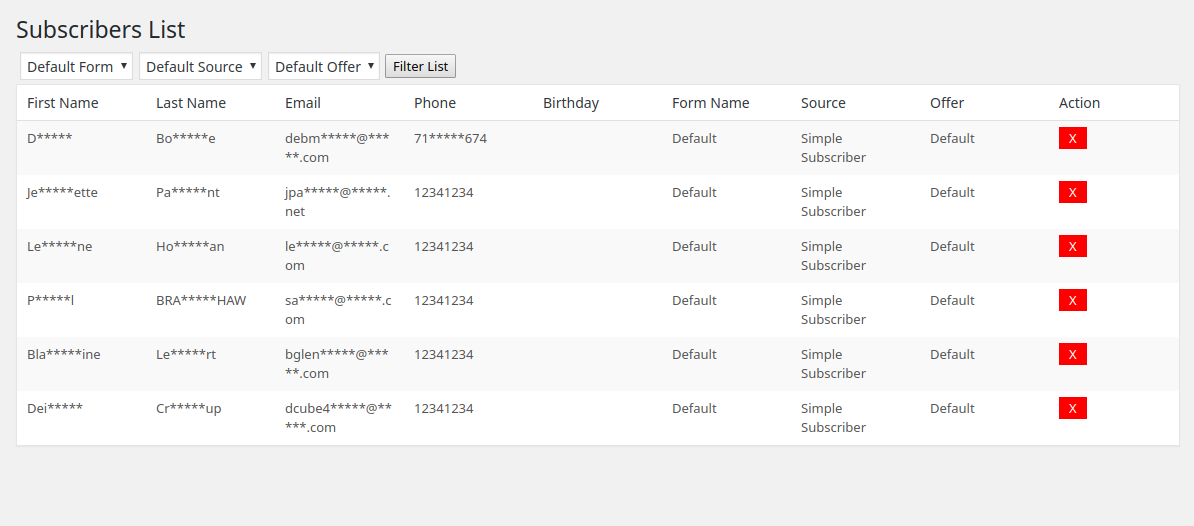 Subscribers List
Default Form ▾ Default Source ▾ Default Offer ▾ Filter List
First Name Last Name Email Phone Birthday Form Name Source Offer Action
D***** Bo*****e debm*****@*** 71*****674 Default Simple Default X
**.com Subscriber
Je*****ette Pa*****nt jpa*****@*****. 12341234 Default Simple Default X
net Subscriber
Le*****ne Ho*****an le*****@*****.c 12341234 Default Simple Default X
om Subscriber
P*****l BRA*****HAW sa*****@*****.c 12341234 Default Simple Default X
om Subscriber
Bla*****ine Le*****rt bglen*****@*** 12341234 Default Simple Default X
**.com Subscriber
Dei***** Cr*****up dcube4*****@** 12341234 Default Simple Default X
***.com Subscriber